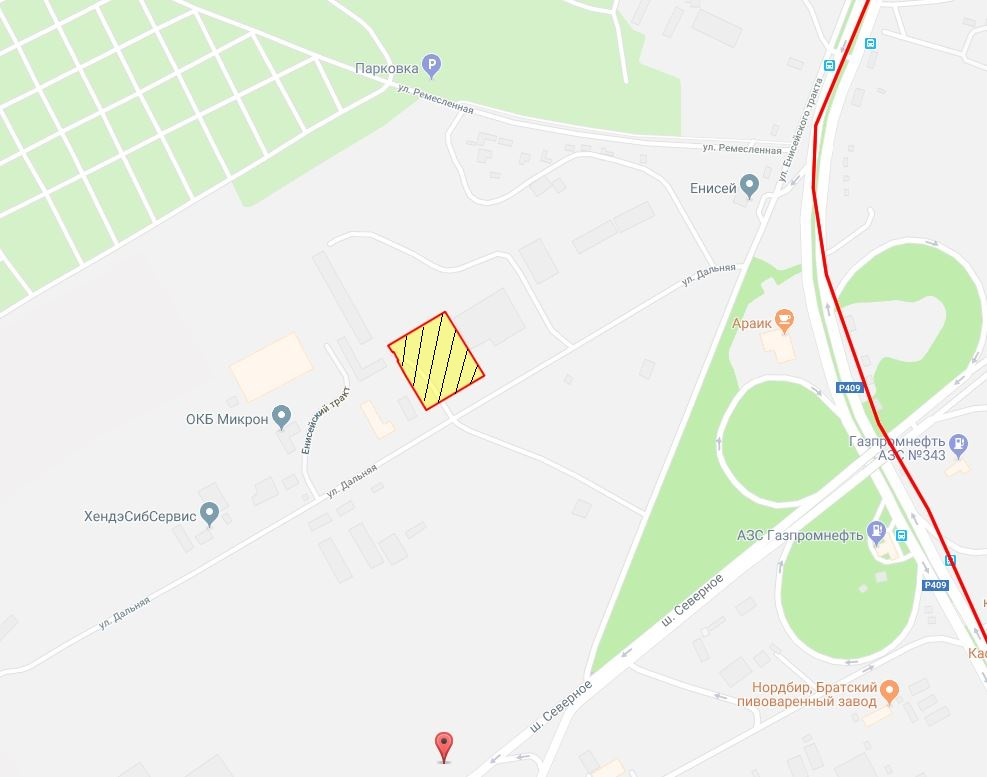 Парковка
P
ул. Ремесленная
ул. Ремесленная
ул. Енисейского тракта
Енисей
ул. Дальняя
Араик
P409
Газпромнефть
АЗС №343
ОКБ Микрон
Енисейский тракт
ул. Дальняя
ХендэСибСервис
АЗС Газпромнефть
P409
ул. Дальняя
ш. Северное
ш. Северное
Нордбир, Братский
пивоваренный завод